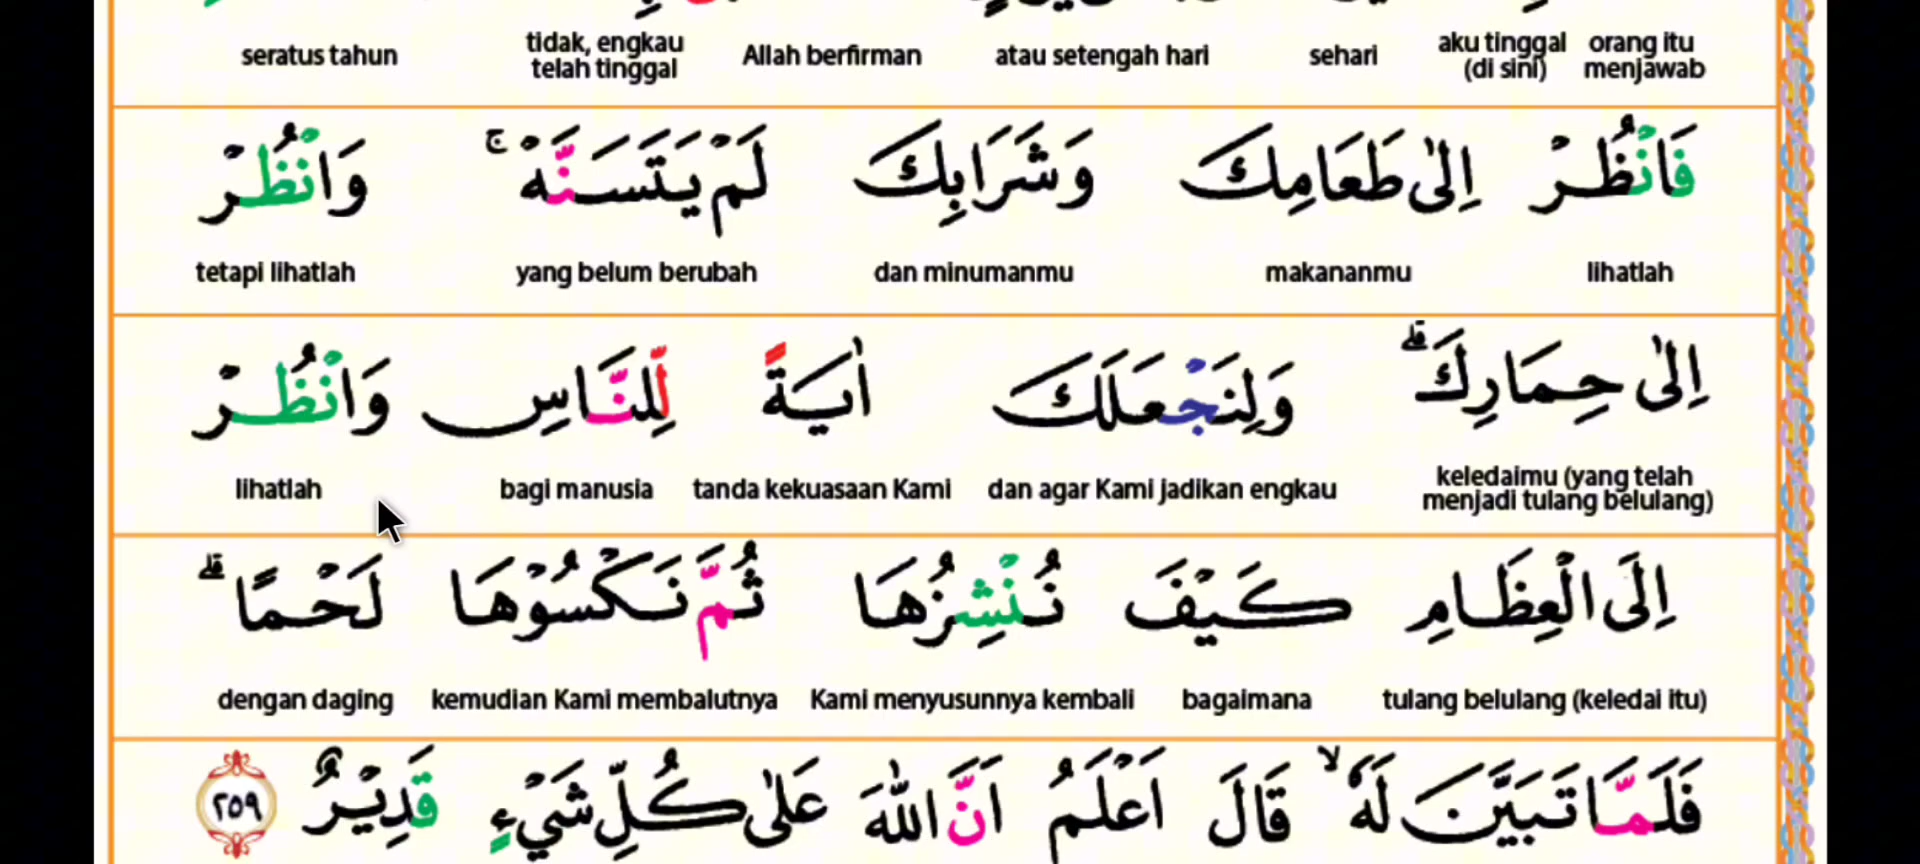 orang itu menjawab aku tinggal (di sini) sehari atau setengah hari Allah berfirman tidak, engkau telah tinggal seratus tahun
فَانْظُرْ اِلٰى طَعَامِكَ وَشَرَابِكَ لَمْ يَتَسَنَّهْ ۚ وَانْظُرْ
lihatlah makananmu dan minumanmu yang belum berubah tetapi lihatlah
اِلٰى حِمَارِكَ ۗ وَلِنَجْعَلَكَ اٰيَةً لِّلنَّاسِ وَانْظُرْ
keledaimu (yang telah menjadi tulang belulang) dan agar Kami jadikan engkau tanda kekuasaan Kami bagi manusia lihatlah
اِلَى الْعِظَامِ كَيْفَ نُنْشِزُهَا ثُمَّ نَكْسُوْهَا لَحْمًا ۗ
tulang belulang (keledai itu) bagaimana Kami menyusunnya kembali kemudian Kami membalutnya dengan daging
فَلَمَّا تَبَيَّنَ لَهٗ ۙ قَالَ اَعْلَمُ اَنَّ اللّٰهَ عَلٰى كُلِّ شَيْءٍ قَدِيْرٌ ٢٥٩